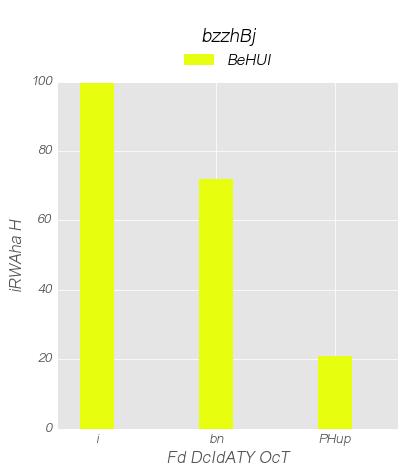 bzzhBj
BeHUI
100
80
60
40
20
0
iRWAha H
i
bn
PHup
Fd DcIdATY OcT